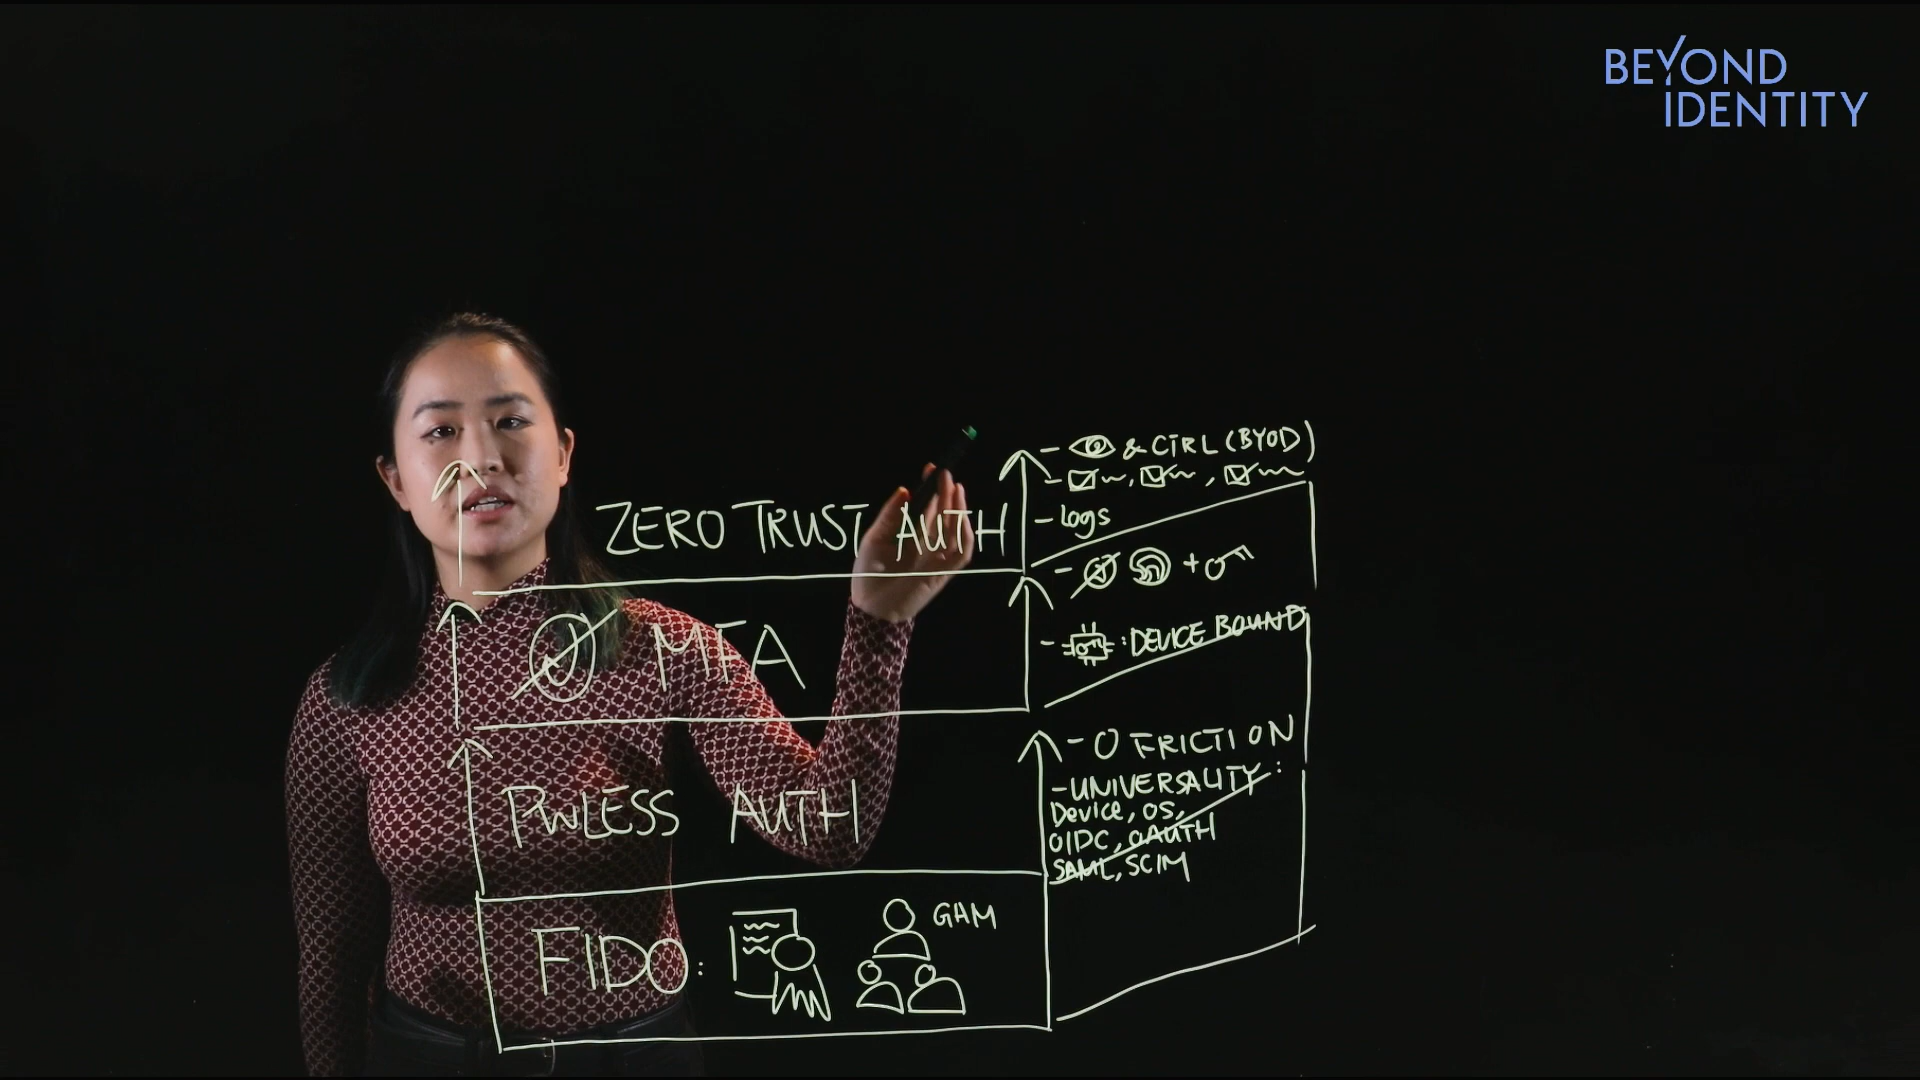 BEYOND
IDENTITY
ZERO TRUST AUTH
- & CTRL (BYOD)
- , ,
- Logs
MFA
- +
- : DEVICE BOUND
PWLESS AUTH
- 0 FRICTION
- UNIVERSALITY:
Device, OS,
OIDC, OAUTH
SAML, SCIM
FIDO:
GAM